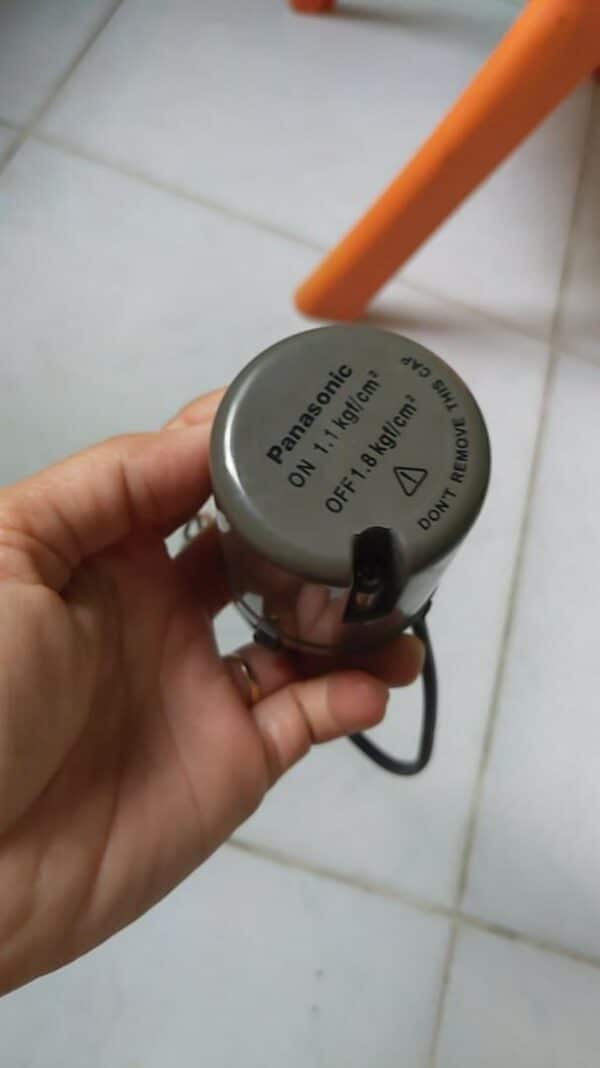 Panasonic
ON 1.1 kgf/cm²
OFF1.8 kgf/cm²
DON'T REMOVE THIS CAP